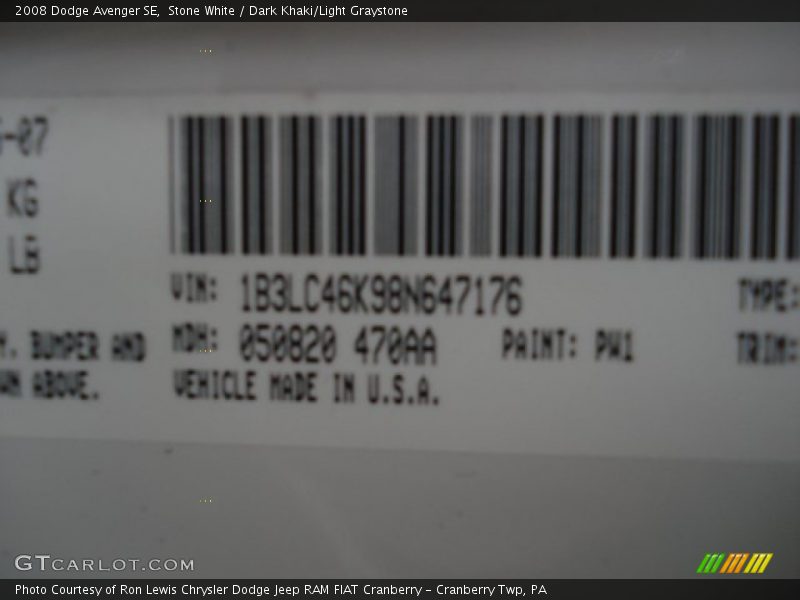 2008 Dodge Avenger SE,  Stone White / Dark Khaki/Light Graystone
-07
KG
LB
VIN: 1B3LC46K98N647176
TYPE:
Y. BUMPER AND
MDH: 050820 470AA
PAINT: PW1
TRIM:
WN ABOVE.
VEHICLE MADE IN U.S.A.
GTCARLOT.COM
Photo Courtesy of Ron Lewis Chrysler Dodge Jeep RAM FIAT Cranberry – Cranberry Twp, PA